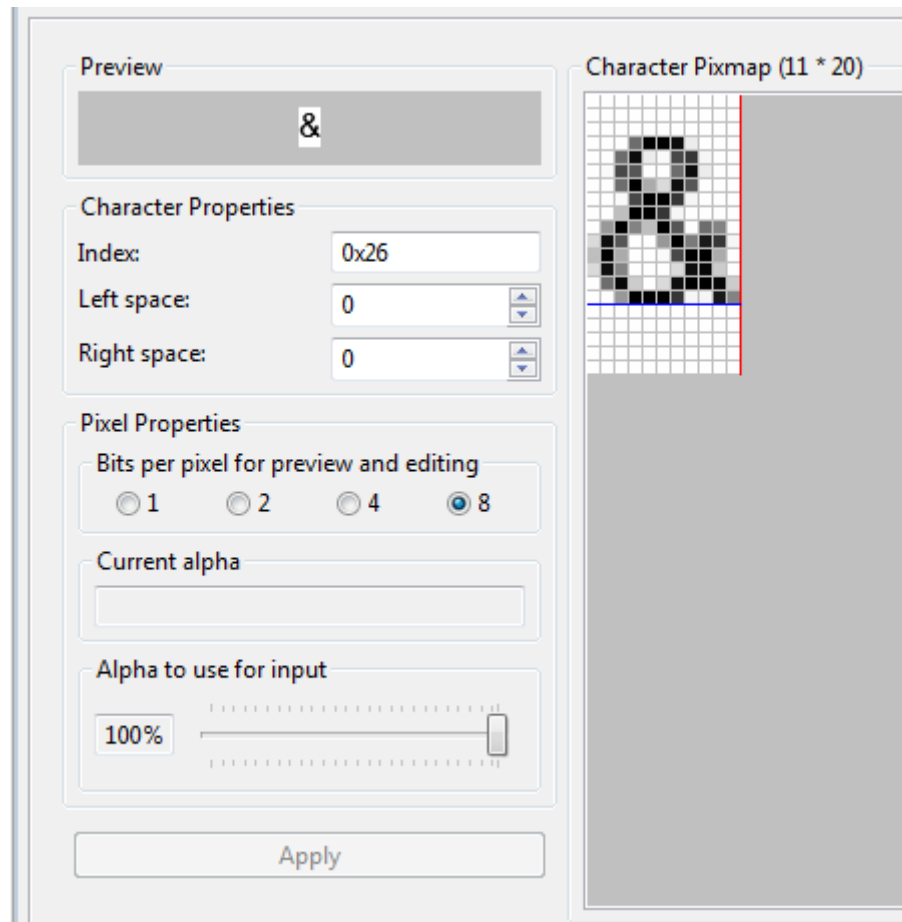 Preview
&
Character Properties
Index: 0x26
Left space: 0
Right space: 0
Pixel Properties
Bits per pixel for preview and editing
1 2 4 8
Current alpha
Alpha to use for input
100%
Apply
Character Pixmap (11 * 20)
&